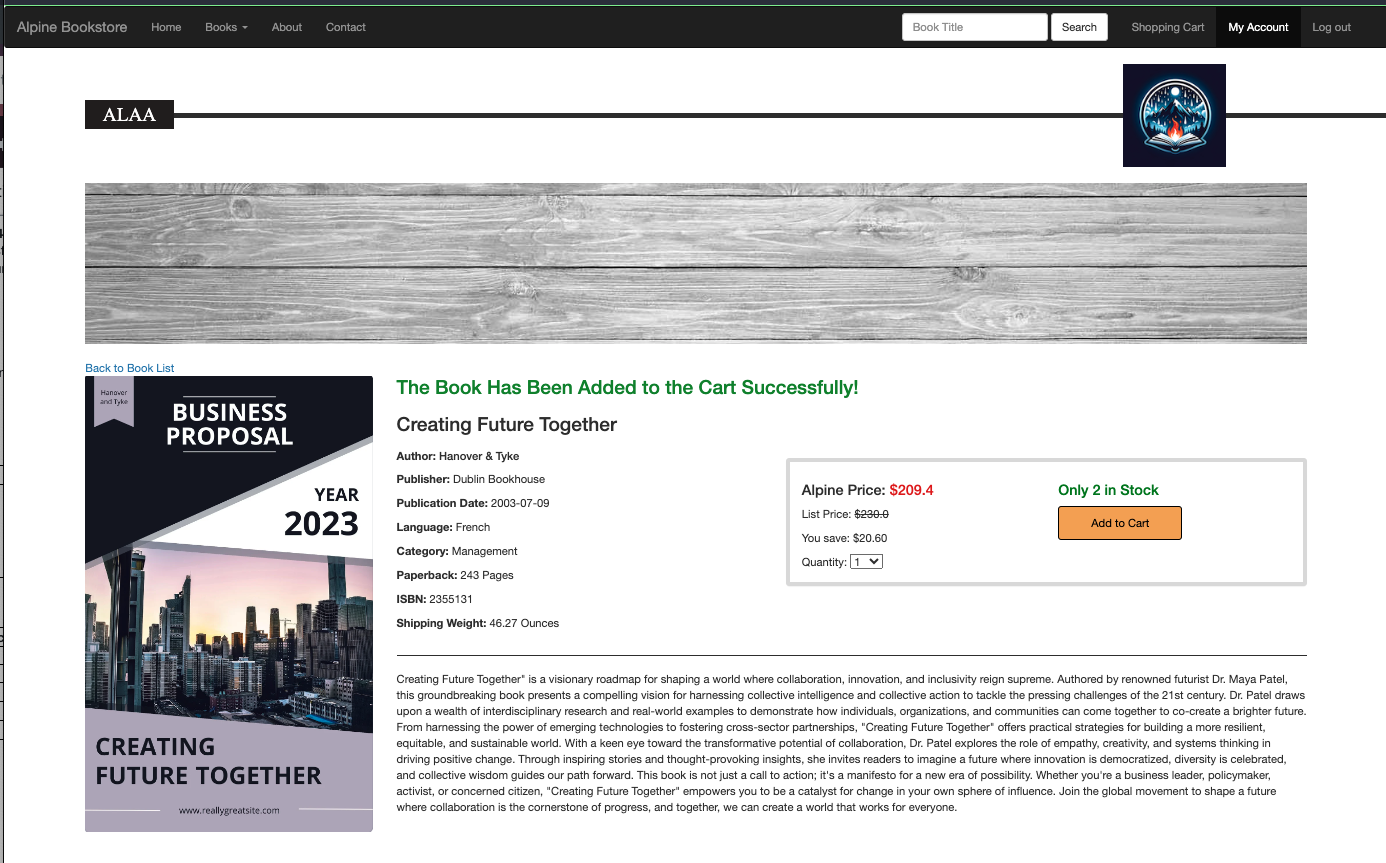 Alpine Bookstore Home Books About Contact Book Title Search Shopping Cart My Account Log out
ALAA
Back to Book List
Hanover
and Tyke
BUSINESS
PROPOSAL
YEAR
2023
CREATING
FUTURE TOGETHER
www.reallygreatsite.com
The Book Has Been Added to the Cart Successfully!
Creating Future Together
Author: Hanover & Tyke
Publisher: Dublin Bookhouse
Publication Date: 2003-07-09
Language: French
Category: Management
Paperback: 243 Pages
ISBN: 2355131
Shipping Weight: 46.27 Ounces
Alpine Price: $209.4
List Price: $230.0
You save: $20.60
Quantity: 1
Only 2 in Stock
Add to Cart
Creating Future Together" is a visionary roadmap for shaping a world where collaboration, innovation, and inclusivity reign supreme. Authored by renowned futurist Dr. Maya Patel,
this groundbreaking book presents a compelling vision for harnessing collective intelligence and collective action to tackle the pressing challenges of the 21st century. Dr. Patel draws
upon a wealth of interdisciplinary research and real-world examples to demonstrate how individuals, organizations, and communities can come together to co-create a brighter future.
From harnessing the power of emerging technologies to fostering cross-sector partnerships, "Creating Future Together" offers practical strategies for building a more resilient,
equitable, and sustainable world. With a keen eye toward the transformative potential of collaboration, Dr. Patel explores the role of empathy, creativity, and systems thinking in
driving positive change. Through inspiring stories and thought-provoking insights, she invites readers to imagine a future where innovation is democratized, diversity is celebrated,
and collective wisdom guides our path forward. This book is not just a call to action; it's a manifesto for a new era of possibility. Whether you're a business leader, policymaker,
activist, or concerned citizen, "Creating Future Together" empowers you to be a catalyst for change in your own sphere of influence. Join the global movement to shape a future
where collaboration is the cornerstone of progress, and together, we can create a world that works for everyone.